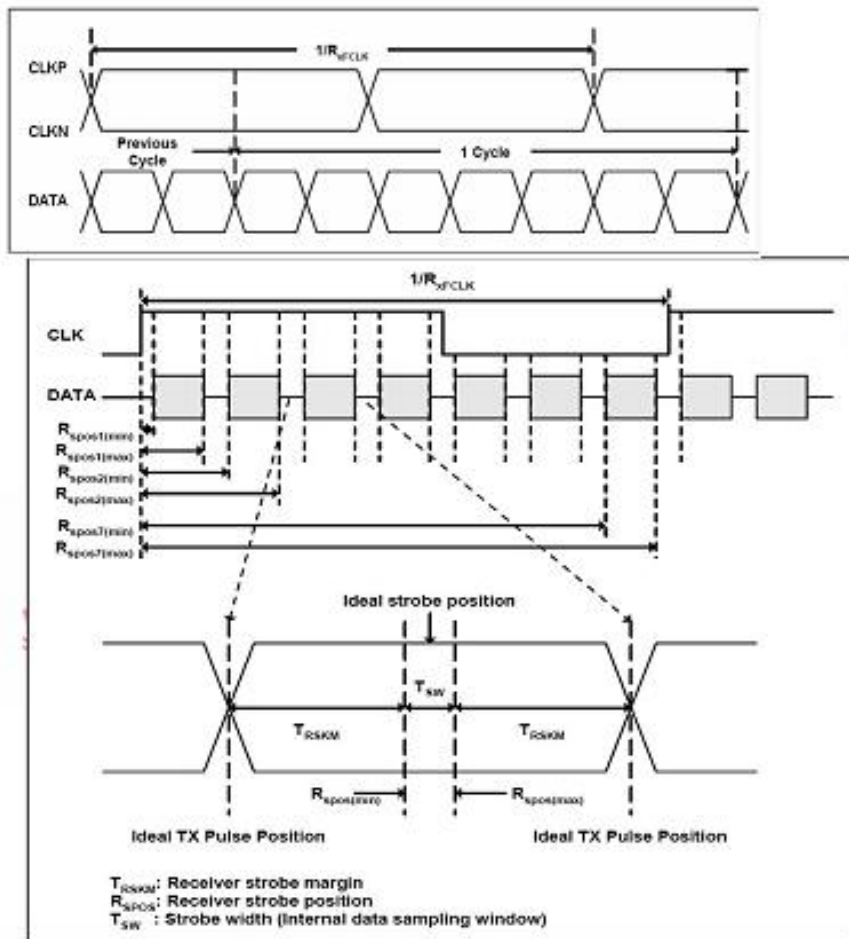 1/RxFCLK
CLKP
CLKN
Previous
Cycle
1 Cycle
DATA
1/RxFCLK
CLK
DATA
Rspos1(min)
Rspos1(max)
Rspos2(min)
Rspos2(max)
Rspos7(min)
Rspos7(max)
Ideal strobe position
TSW
TRSKM
TRSKM
Rspos(min)
Rspos(max)
Ideal TX Pulse Position
Ideal TX Pulse Position
TRSKM: Receiver strobe margin
RSPOS: Receiver strobe position
TSW : Strobe width (Internal data sampling window)